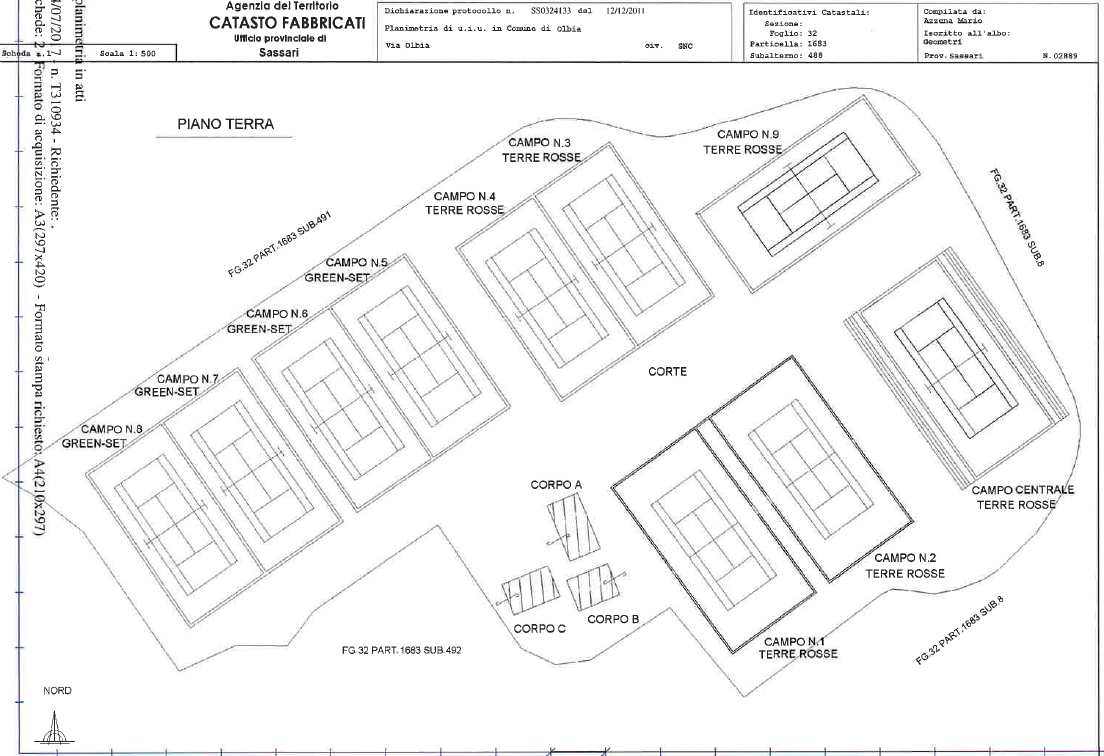 Agenzia del Territorio
CATASTO FABBRICATI
Ufficio provinciale di
Sassari
Dichiarazione protocollo n. SS0324133 del 12/12/2011
Planimetria di u.i.u. in Comune di Olbia
Via Olbia civ. SNC
Identificativi Catastali:
Sezione:
Foglio: 32
Particella: 1683
Subalterno: 488
Compilata da:
Azzena Mario
Iscritto all'albo:
Geometri
Prov. Sassari N. 02889
Scheda n. 1 Scala 1: 500
planimetria in atti
4/07/2017 - n. T310934 - Richiedente: .
chede: 2 - Formato di acquisizione: A3(297x420) - Formato stampa richiesto: A4(210x297)
PIANO TERRA
CAMPO N.3
TERRE ROSSE
CAMPO N.9
TERRE ROSSE
CAMPO N.4
TERRE ROSSE
FG.32 PART.1683 SUB.491
FG.32 PART.1683 SUB.8
CAMPO N.5
GREEN-SET
CAMPO N.6
GREEN-SET
CAMPO N.7
GREEN-SET
CAMPO N.8
GREEN-SET
CORTE
CORPO A
CAMPO CENTRALE
TERRE ROSSE
CAMPO N.2
TERRE ROSSE
CORPO C
CORPO B
CAMPO N.1
TERRE ROSSE
FG.32 PART.1683 SUB.8
FG.32 PART.1683 SUB.492
NORD